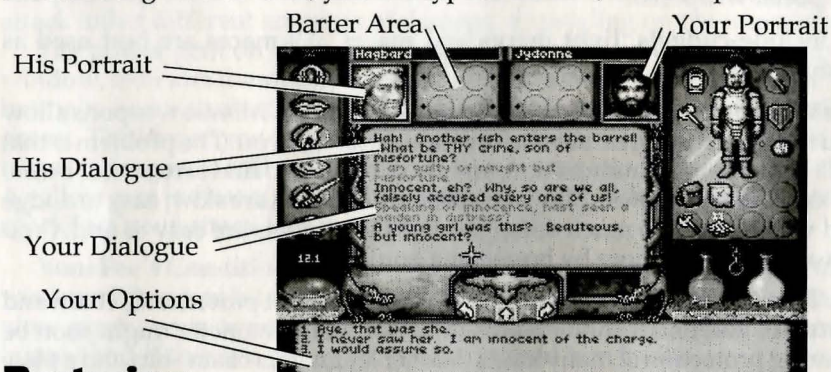 Barter Area
Your Portrait
His Portrait
Hagbard
Jydonne
Hah! Another fish enters the barrel!
What be THY crine, son of
misfortune?
I am guilty of naught but
misfortune
Innocent, eh? Why, so are we all,
falsely accused every one of us!
Speaking of innocence, hast seen a
maiden in distress?
A young girl was this? Beauteous,
but innocent?
His Dialogue
Your Dialogue
12.1
Your Options
1. Aye, that was she.
2. I never saw her. I am innocent of the charge.
3. I would assume so.